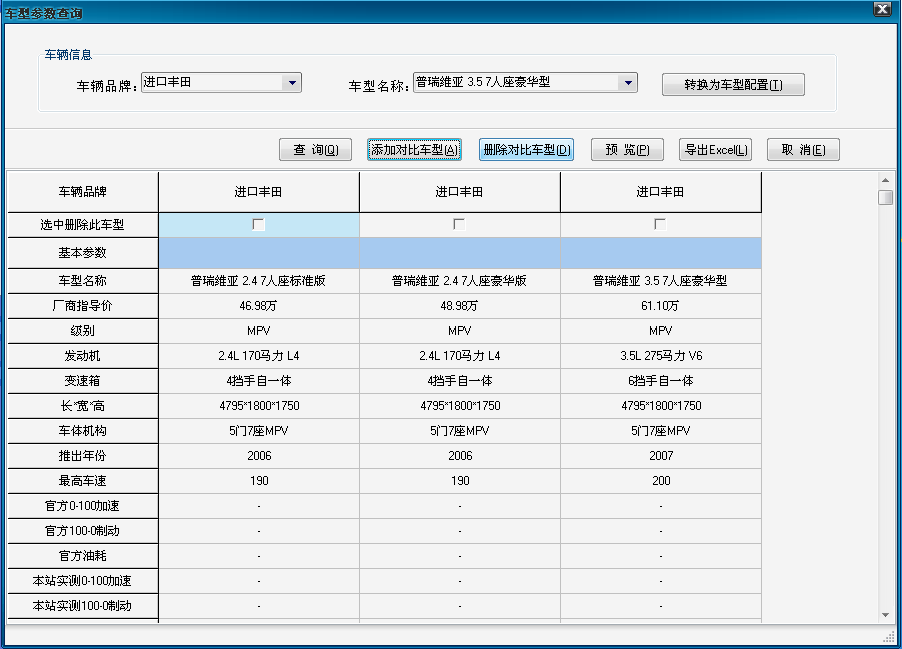 车型参数查询
车辆信息
车辆品牌： 进口丰田 车型名称： 普瑞维亚 3.5 7人座豪华型 转换为车型配置(T)
查 询(Q) 添加对比车型(A) 删除对比车型(D) 预 览(P) 导出Excel(L) 取 消(E)
车辆品牌 进口丰田 进口丰田 进口丰田
选中删除此车型
基本参数
车型名称 普瑞维亚 2.4 7人座标准版 普瑞维亚 2.4 7人座豪华版 普瑞维亚 3.5 7人座豪华型
厂商指导价 46.98万 48.98万 61.10万
级别 MPV MPV MPV
发动机 2.4L 170马力 L4 2.4L 170马力 L4 3.5L 275马力 V6
变速箱 4挡手自一体 4挡手自一体 6挡手自一体
长*宽*高 4795*1800*1750 4795*1800*1750 4795*1800*1750
车体机构 5门7座MPV 5门7座MPV 5门7座MPV
推出年份 2006 2006 2007
最高车速 190 190 200
官方0-100加速 - - -
官方100-0制动 - - -
官方油耗 - - -
本站实测0-100加速 - - -
本站实测100-0制动 - - -